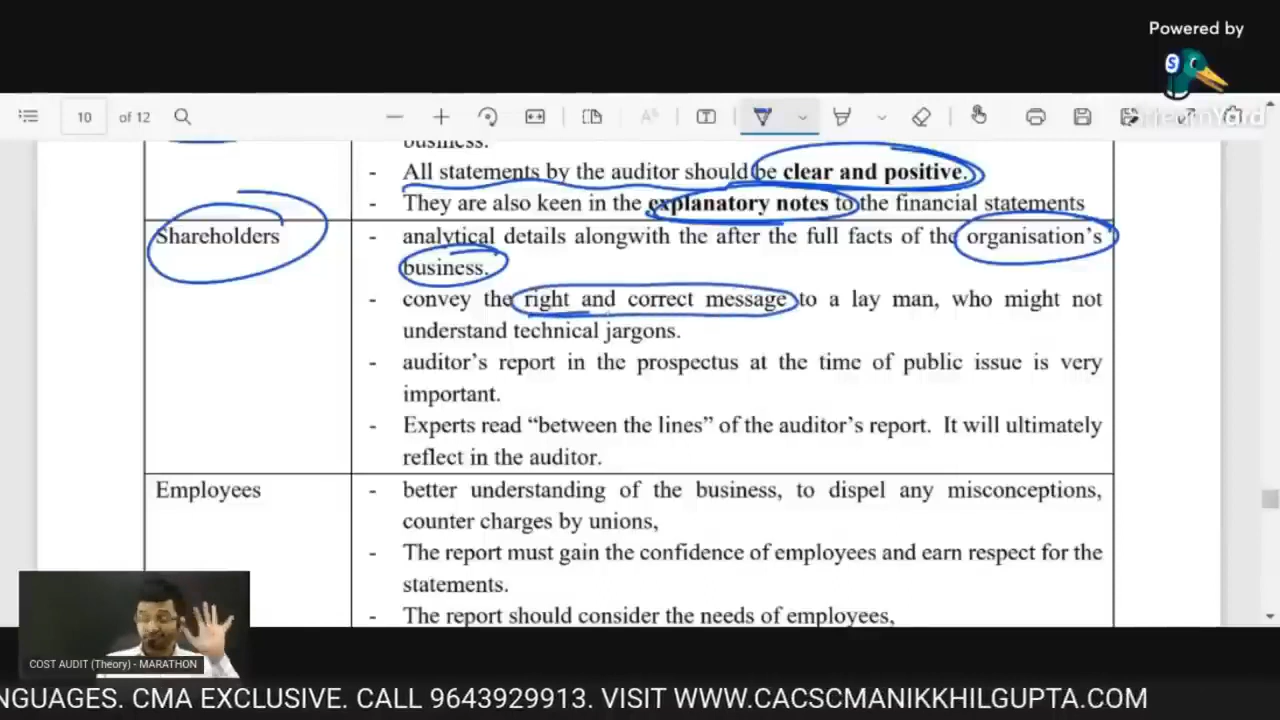 Powered by
S
10 of 12
StreamYard
business.
- All statements by the auditor should be clear and positive.
- They are also keen in the explanatory notes to the financial statements
Shareholders
- analytical details alongwith the after the full facts of the organisation's
business.
- convey the right and correct message to a lay man, who might not
understand technical jargons.
- auditor's report in the prospectus at the time of public issue is very
important.
- Experts read “between the lines” of the auditor's report. It will ultimately
reflect in the auditor.
Employees
- better understanding of the business, to dispel any misconceptions,
counter charges by unions,
- The report must gain the confidence of employees and earn respect for the
statements.
- The report should consider the needs of employees,
COST AUDIT (Theory) - MARATHON
NGUAGES. CMA EXCLUSIVE. CALL 9643929913. VISIT WWW.CACSCMANIKKHILGUPTA.COM